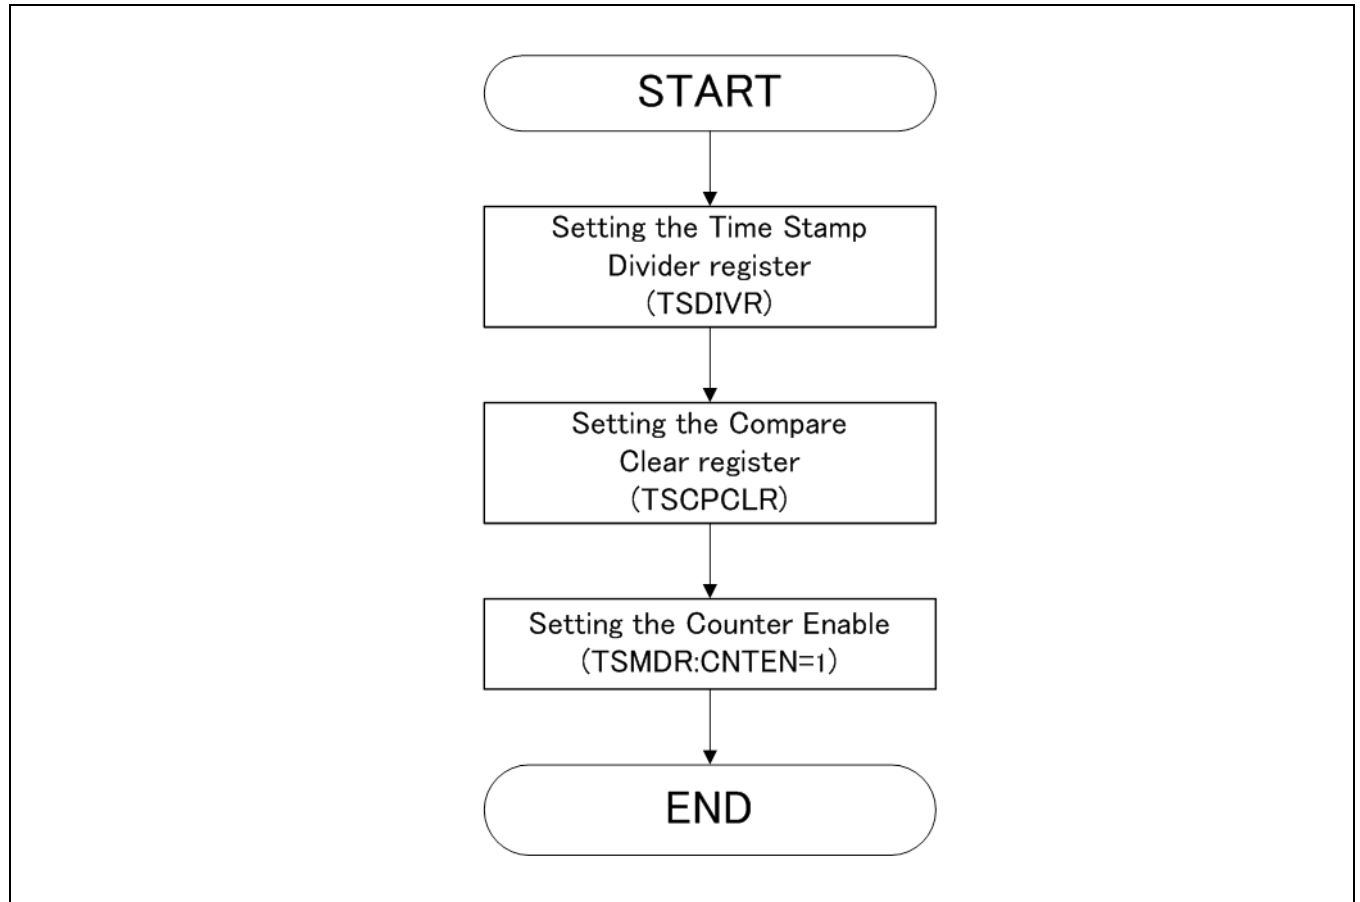 START
Setting the Time Stamp
Divider register
(TSDIVR)
Setting the Compare
Clear register
(TSCPCLR)
Setting the Counter Enable
(TSMDR:CNTEN=1)
END